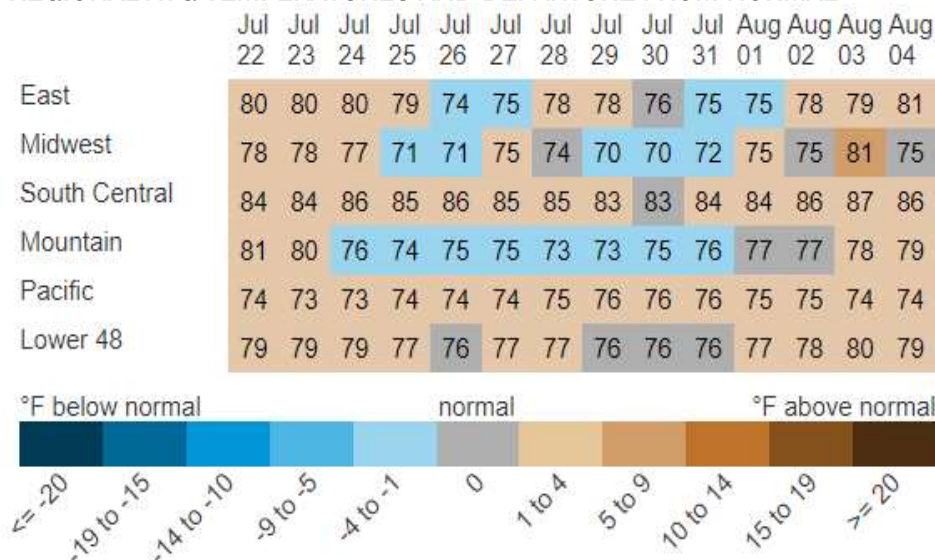 Jul Jul Jul Jul Jul Jul Jul Jul Jul Jul Aug Aug Aug Aug
22 23 24 25 26 27 28 29 30 31 01 02 03 04
East 80 80 80 79 74 75 78 78 76 75 75 78 79 81
Midwest 78 78 77 71 71 75 74 70 70 72 75 75 81 75
South Central 84 84 86 85 86 85 85 83 83 84 84 86 87 86
Mountain 81 80 76 74 75 75 73 73 75 76 77 77 78 79
Pacific 74 73 73 74 74 74 75 76 76 76 75 75 74 74
Lower 48 79 79 79 77 76 77 77 76 76 76 77 78 80 79
°F below normal normal °F above normal
<= -20 -19 to -15 -14 to -10 -9 to -5 -4 to -1 0 1 to 4 5 to 9 10 to 14 15 to 19 >= 20